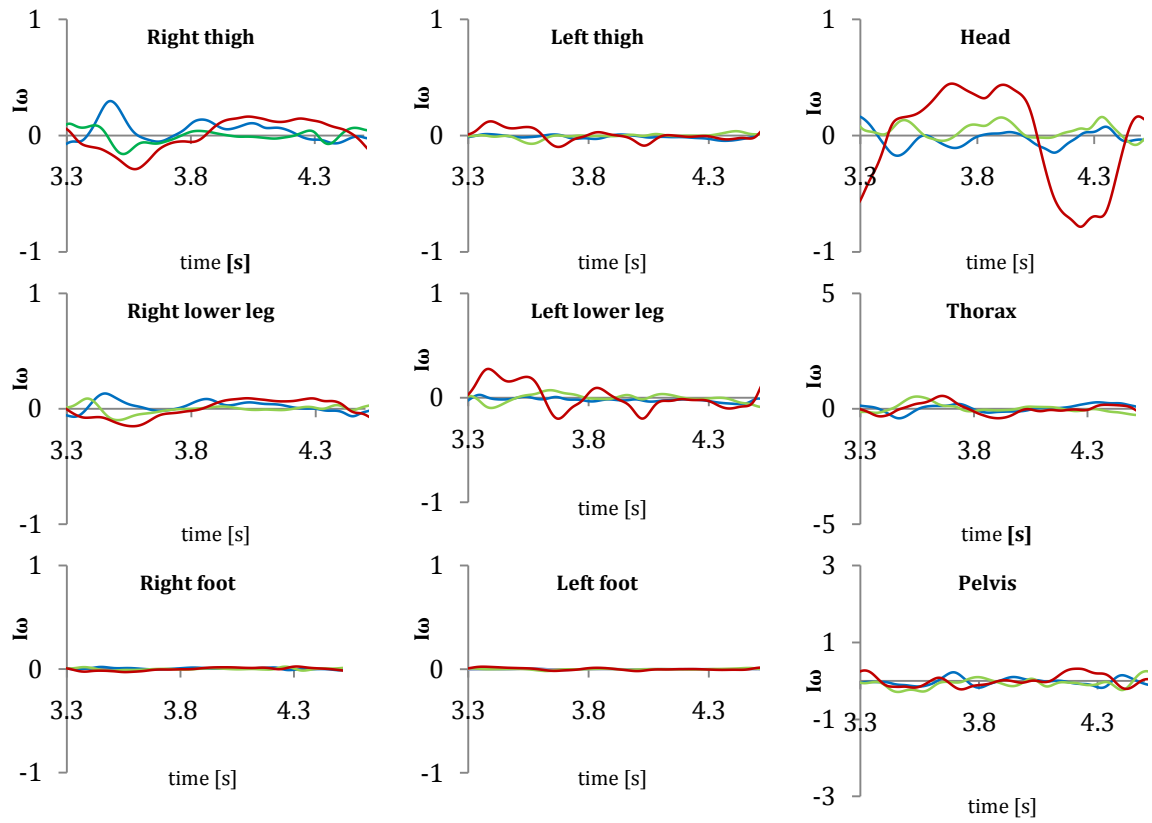 1
Right thigh
Iω
0
3.3
3.8
4.3
-1
time [s]
1
Left thigh
Iω
0
3.3
3.8
4.3
-1
time [s]
1
Head
Iω
0
3.3
3.8
4.3
-1
time [s]
1
Right lower leg
Iω
0
3.3
3.8
4.3
-1
time [s]
1
Left lower leg
Iω
0
3.3
3.8
4.3
-1
time [s]
5
Thorax
Iω
0
3.3
3.8
4.3
-5
time [s]
1
Right foot
Iω
0
3.3
3.8
4.3
-1
time [s]
1
Left foot
Iω
0
3.3
3.8
4.3
-1
time [s]
3
Pelvis
1
Iω
-1
3.3
3.8
4.3
-3
time [s]